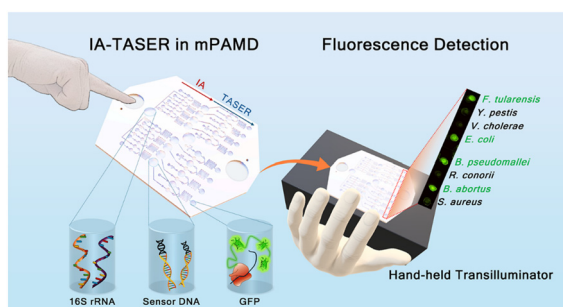 IA-TASER in mPAMD
Fluorescence Detection
IA
TASER
F. tularensis
Y. pestis
V. cholerae
E. coli
B. pseudomallei
R. conorii
B. abortus
S. aureus
16S rRNA
Sensor DNA
GFP
Hand-held Transilluminator